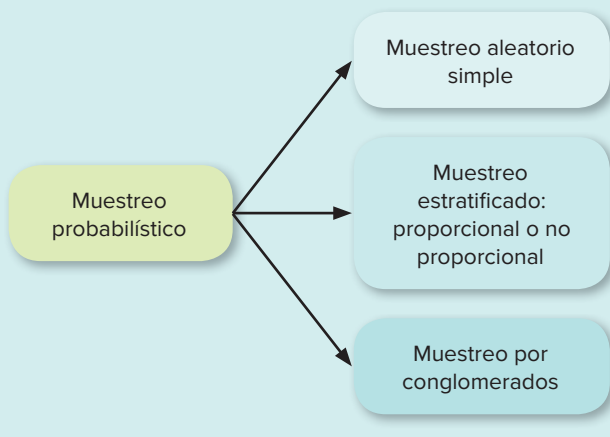 Muestreo aleatorio
simple
Muestreo
probabilístico
Muestreo
estratificado:
proporcional o no
proporcional
Muestreo por
conglomerados